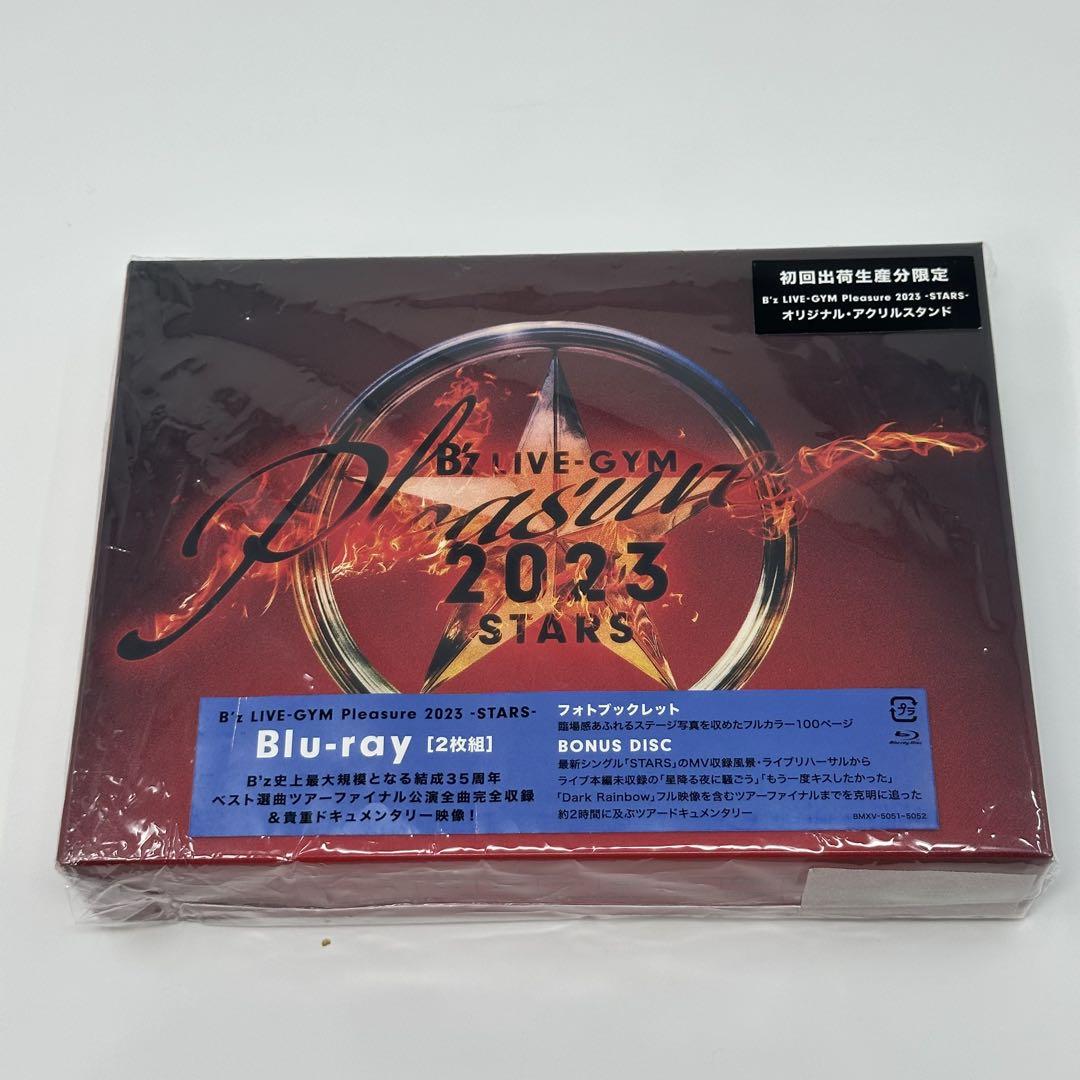 初回出荷生産分限定
B'z LIVE-GYM Pleasure 2023 -STARS-
オリジナル・アクリルスタンド
B'z LIVE-GYM
Pleasure
2023
STARS
B'z LIVE-GYM Pleasure 2023 -STARS-
Blu-ray [2枚組]
B'z史上最大規模となる結成35周年
ベスト選曲ツアーファイナル公演全曲完全収録
&貴重ドキュメンタリー映像!
フォトブックレット
臨場感あふれるステージ写真を収めたフルカラー100ページ
BONUS DISC
最新シングル「STARS」のMV収録風景・ライブリハーサルから
ライブ本編未収録の「星降る夜に騒ごう」「もう一度キスしたかった」
「Dark Rainbow」フル映像を含むツアーファイナルまでを克明に追った
約2時間に及ぶツアードキュメンタリー
プラ
Blu-ray Disc
BMXV-5051~5052